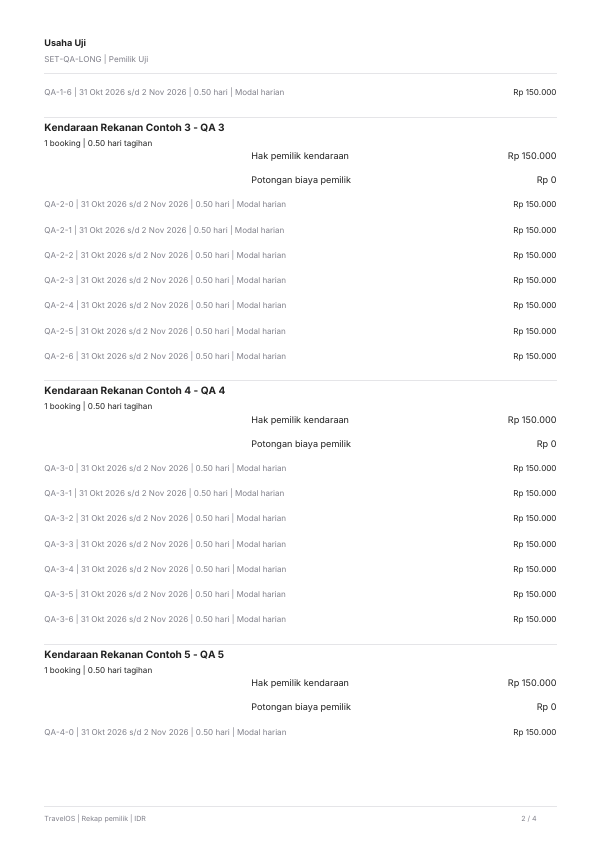 Usaha Uji
SET-QA-LONG | Pemilik Uji
QA-1-6 | 31 Okt 2026 s/d 2 Nov 2026 | 0.50 hari | Modal harian Rp 150.000
Kendaraan Rekanan Contoh 3 - QA 3
1 booking | 0.50 hari tagihan
Hak pemilik kendaraan Rp 150.000
Potongan biaya pemilik Rp 0
QA-2-0 | 31 Okt 2026 s/d 2 Nov 2026 | 0.50 hari | Modal harian Rp 150.000
QA-2-1 | 31 Okt 2026 s/d 2 Nov 2026 | 0.50 hari | Modal harian Rp 150.000
QA-2-2 | 31 Okt 2026 s/d 2 Nov 2026 | 0.50 hari | Modal harian Rp 150.000
QA-2-3 | 31 Okt 2026 s/d 2 Nov 2026 | 0.50 hari | Modal harian Rp 150.000
QA-2-4 | 31 Okt 2026 s/d 2 Nov 2026 | 0.50 hari | Modal harian Rp 150.000
QA-2-5 | 31 Okt 2026 s/d 2 Nov 2026 | 0.50 hari | Modal harian Rp 150.000
QA-2-6 | 31 Okt 2026 s/d 2 Nov 2026 | 0.50 hari | Modal harian Rp 150.000
Kendaraan Rekanan Contoh 4 - QA 4
1 booking | 0.50 hari tagihan
Hak pemilik kendaraan Rp 150.000
Potongan biaya pemilik Rp 0
QA-3-0 | 31 Okt 2026 s/d 2 Nov 2026 | 0.50 hari | Modal harian Rp 150.000
QA-3-1 | 31 Okt 2026 s/d 2 Nov 2026 | 0.50 hari | Modal harian Rp 150.000
QA-3-2 | 31 Okt 2026 s/d 2 Nov 2026 | 0.50 hari | Modal harian Rp 150.000
QA-3-3 | 31 Okt 2026 s/d 2 Nov 2026 | 0.50 hari | Modal harian Rp 150.000
QA-3-4 | 31 Okt 2026 s/d 2 Nov 2026 | 0.50 hari | Modal harian Rp 150.000
QA-3-5 | 31 Okt 2026 s/d 2 Nov 2026 | 0.50 hari | Modal harian Rp 150.000
QA-3-6 | 31 Okt 2026 s/d 2 Nov 2026 | 0.50 hari | Modal harian Rp 150.000
Kendaraan Rekanan Contoh 5 - QA 5
1 booking | 0.50 hari tagihan
Hak pemilik kendaraan Rp 150.000
Potongan biaya pemilik Rp 0
QA-4-0 | 31 Okt 2026 s/d 2 Nov 2026 | 0.50 hari | Modal harian Rp 150.000
TravelOS | Rekap pemilik | IDR 2 / 4